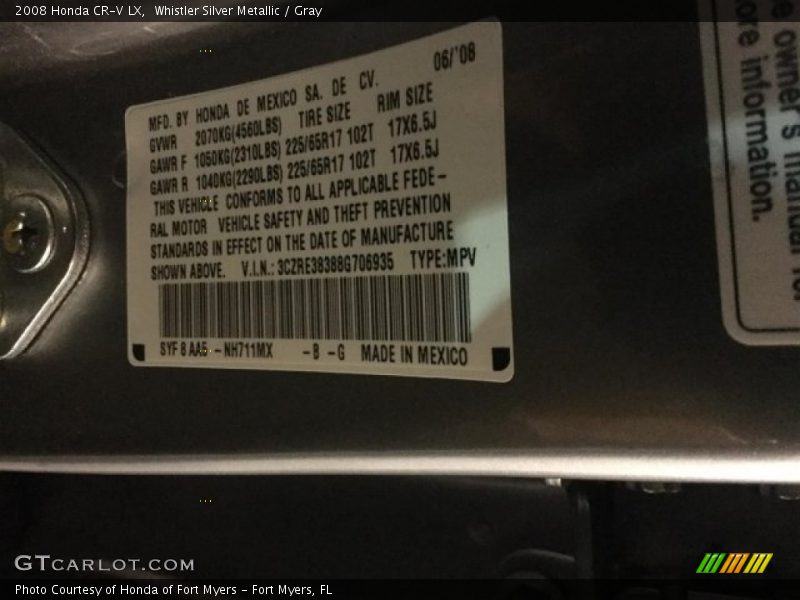 2008 Honda CR-V LX, Whistler Silver Metallic / Gray
06/'08
MFD. BY HONDA DE MEXICO SA. DE CV.
GVWR 2070KG(4560LBS) TIRE SIZE RIM SIZE
GAWR F 1050KG(2310LBS) 225/65R17 102T 17X6.5J
GAWR R 1040KG(2290LBS) 225/65R17 102T 17X6.5J
THIS VEHICLE CONFORMS TO ALL APPLICABLE FEDE-
RAL MOTOR VEHICLE SAFETY AND THEFT PREVENTION
STANDARDS IN EFFECT ON THE DATE OF MANUFACTURE
SHOWN ABOVE. V.I.N.: 3CZRE38388G706935 TYPE:MPV
SYF 8 AA5 -NH711MX -B -G MADE IN MEXICO
owner's manual for
ore information.
GTCARLOT.COM
Photo Courtesy of Honda of Fort Myers - Fort Myers, FL